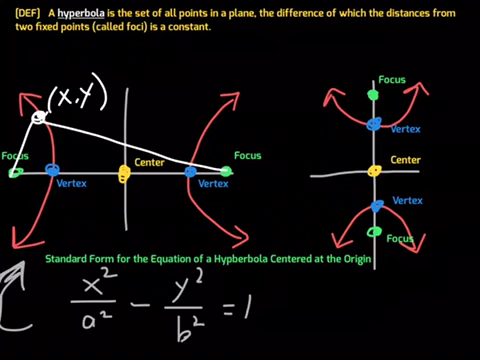 [DEF] A hyperbola is the set of all points in a plane, the difference of which the distances from
two fixed points (called foci) is a constant.
(x,y)
Focus
Vertex
Center
Vertex
Focus
Focus
Vertex
Center
Vertex
Focus
Standard Form for the Equation of a Hypberbola Centered at the Origin
x²/a² - y²/b² = 1